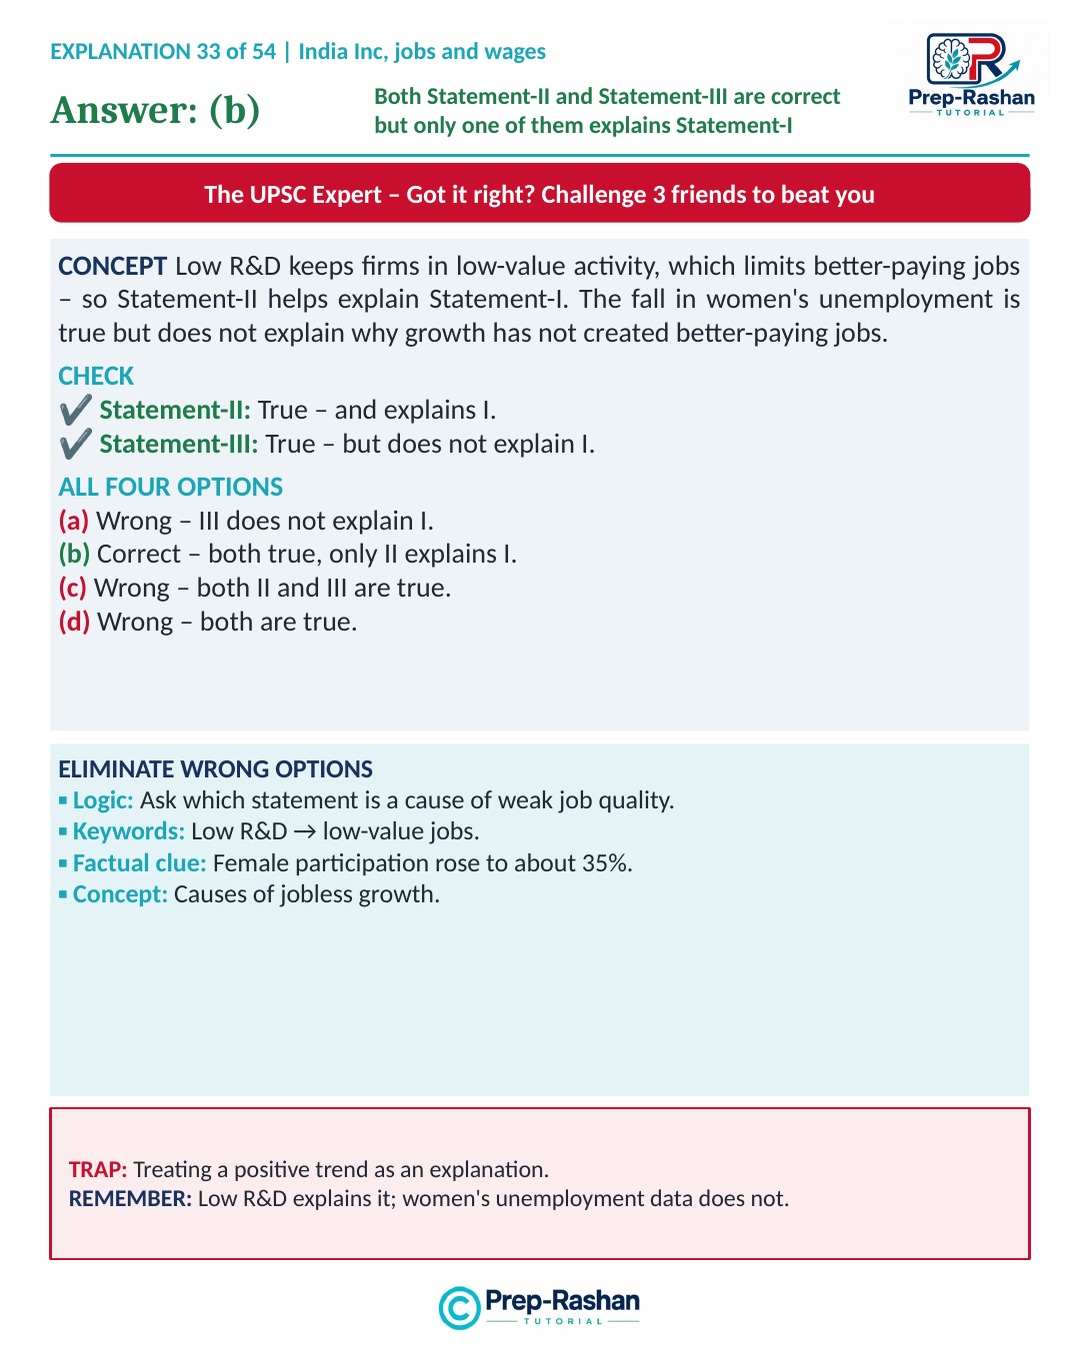 EXPLANATION 33 of 54 | India Inc, jobs and wages
R
Prep-Rashan
TUTORIAL
Answer: (b)
Both Statement-II and Statement-III are correct
but only one of them explains Statement-I
The UPSC Expert – Got it right? Challenge 3 friends to beat you
CONCEPT Low R&D keeps firms in low-value activity, which limits better-paying jobs
– so Statement-II helps explain Statement-I. The fall in women's unemployment is
true but does not explain why growth has not created better-paying jobs.
CHECK
✔ Statement-II: True – and explains I.
✔ Statement-III: True – but does not explain I.
ALL FOUR OPTIONS
(a) Wrong – III does not explain I.
(b) Correct – both true, only II explains I.
(c) Wrong – both II and III are true.
(d) Wrong – both are true.
ELIMINATE WRONG OPTIONS
▪ Logic: Ask which statement is a cause of weak job quality.
▪ Keywords: Low R&D → low-value jobs.
▪ Factual clue: Female participation rose to about 35%.
▪ Concept: Causes of jobless growth.
TRAP: Treating a positive trend as an explanation.
REMEMBER: Low R&D explains it; women's unemployment data does not.
© Prep-Rashan
TUTORIAL